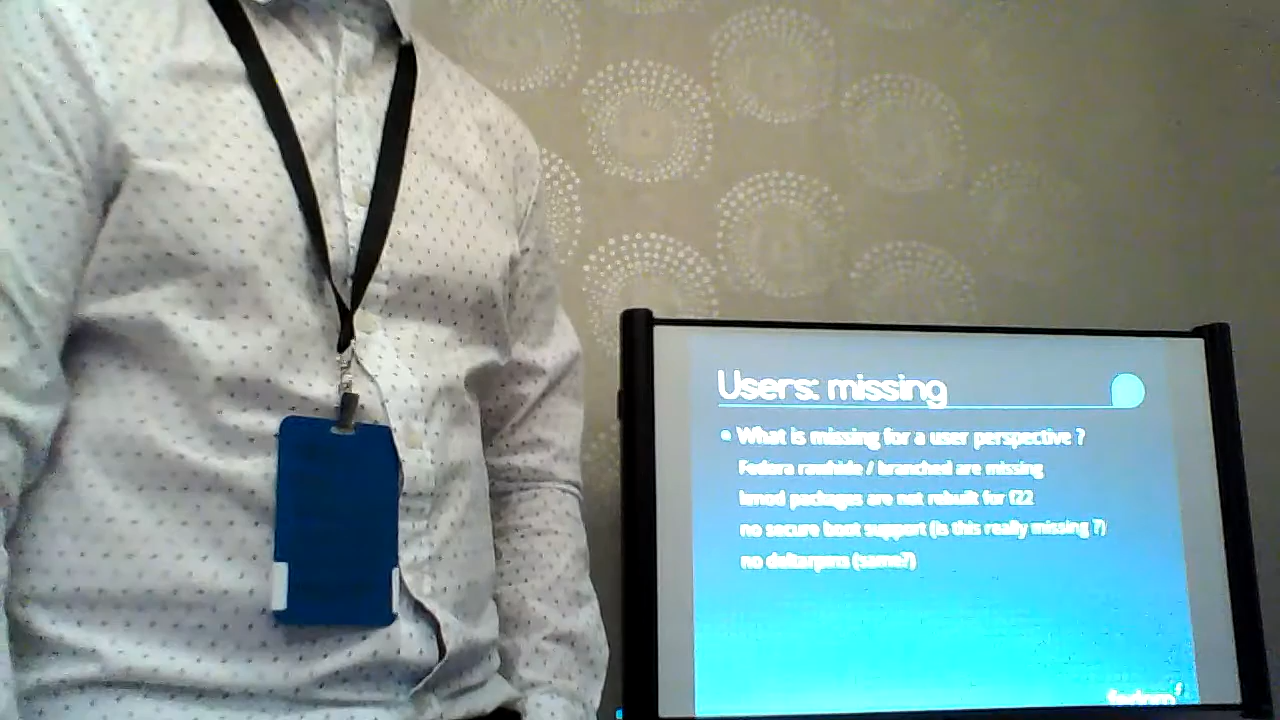 Users: missing
What is missing for a user perspective ?
Fedora rawhide / branched are missing
kmod packages are not rebuilt for f22
no secure boot support (is this really missing ?)
no deltarpms (same?)
fedora